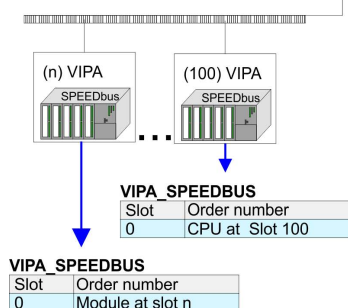 (n) VIPA
(100) VIPA
SPEEDbus
SPEEDbus
VIPA_SPEEDBUS
Slot Order number
0 CPU at Slot 100
VIPA_SPEEDBUS
Slot Order number
0 Module at slot n